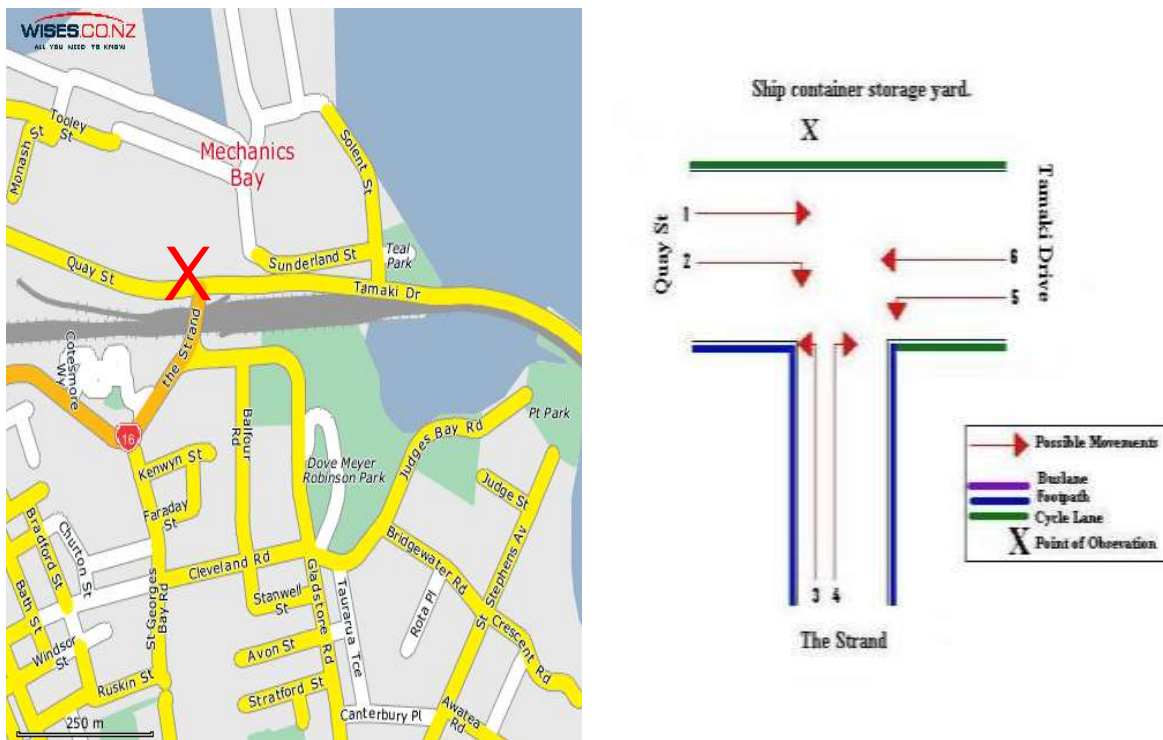 WISES.CO.NZ
ALL YOU NEED TO KNOW
Tooley
St
Monash St
Mechanics
Bay
Solent St
Quay St
X
Sunderland St
Teal
Park
Tamaki Dr
the Strand
Cotesmore
Wy
16
Balfour
Rd
Pt Park
Judges Bay Rd
Kenwyn St
Dove Meyer
Robinson Park
Faraday
St
Judge St
Bradford St
Churton St
Bridgewater Rd
St Stephens Av
Cleveland Rd
Bath St
St Georges
Bay Rd
Stanwell
St
Gladstone Rd
Taurarua Tce
Rota Pl
Crescent Rd
Windsor
St
Avon St
Ruskin St
Stratford St
Canterbury Pl
Awatea
Rd
250 m
Ship container storage yard.
X
Quay St
Tamaki Drive
1
2
6
5
3 4
The Strand
Possible Movements
Buslane
Footpath
Cycle Lane
X Point of Obsevation